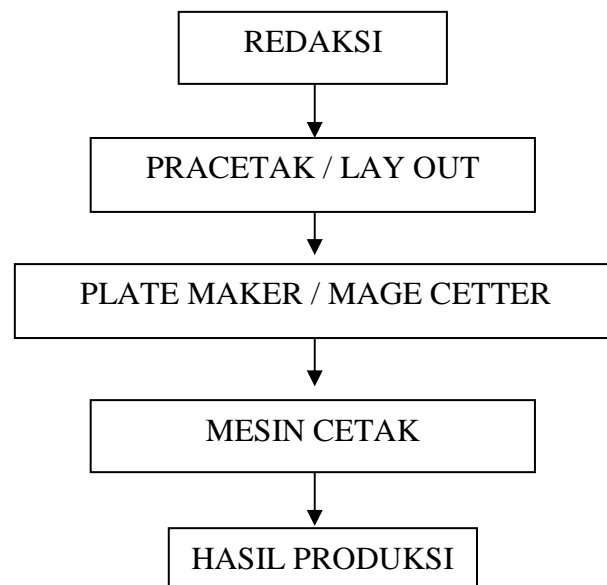 REDAKSI
PRACETAK / LAY OUT
PLATE MAKER / MAGE CETTER
MESIN CETAK
HASIL PRODUKSI